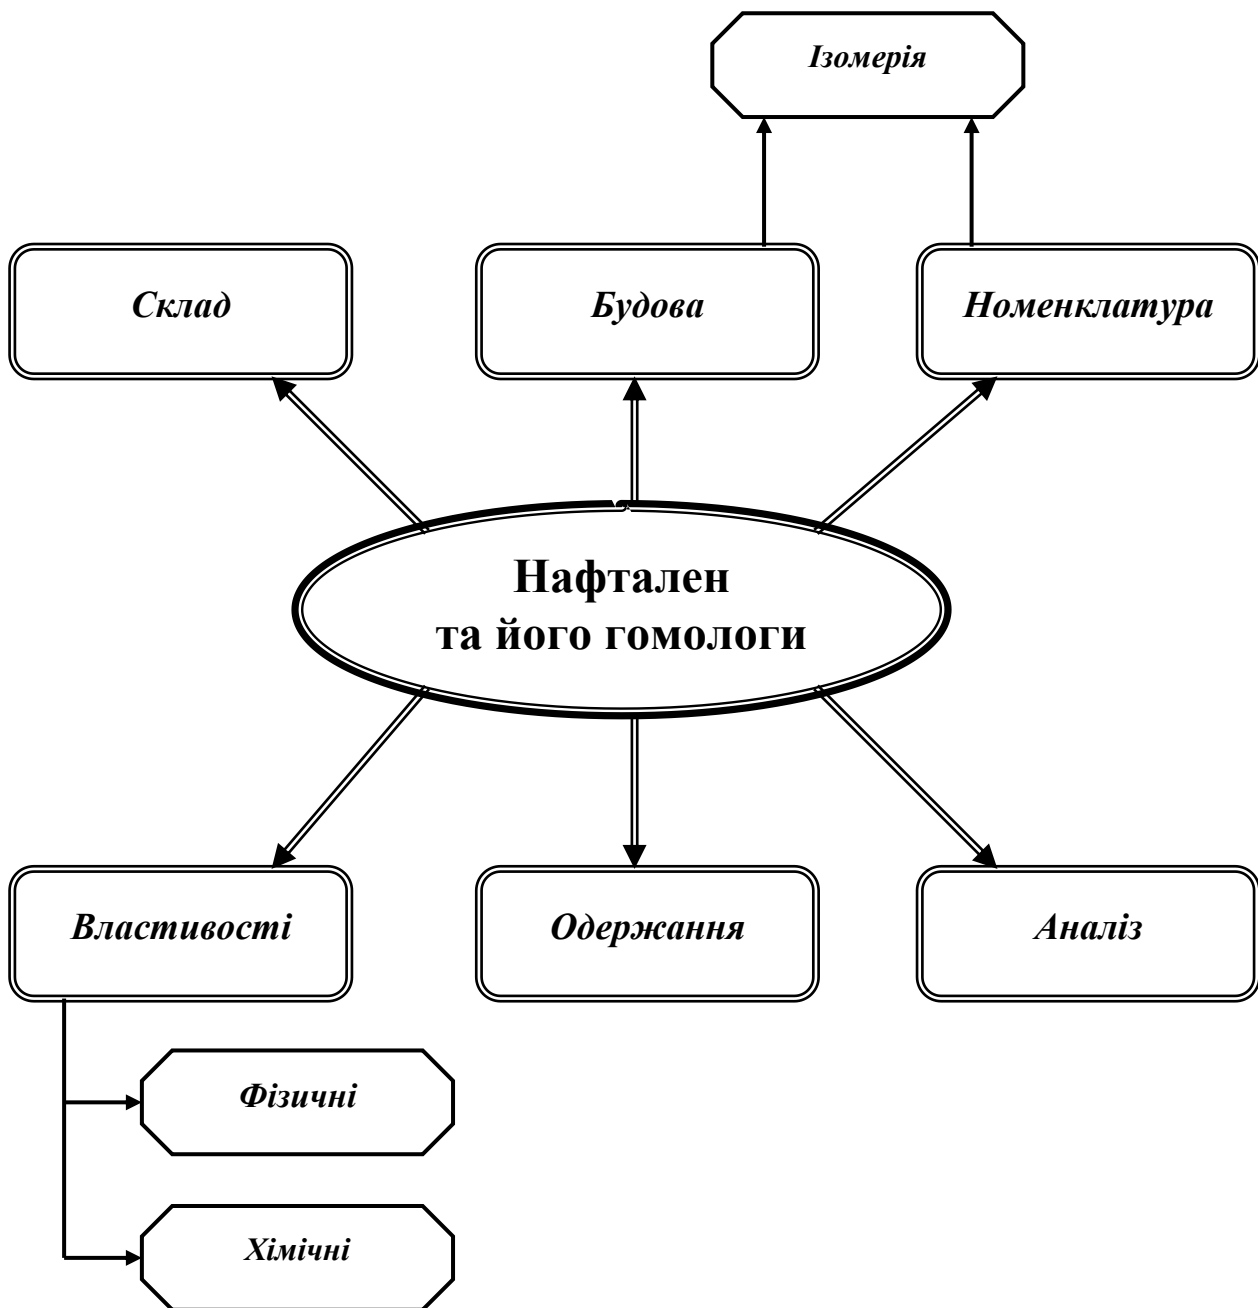 Ізомерія
Склад
Будова
Номенклатура
Нафтален
та його гомологи
Властивості
Одержання
Аналіз
Фізичні
Хімічні